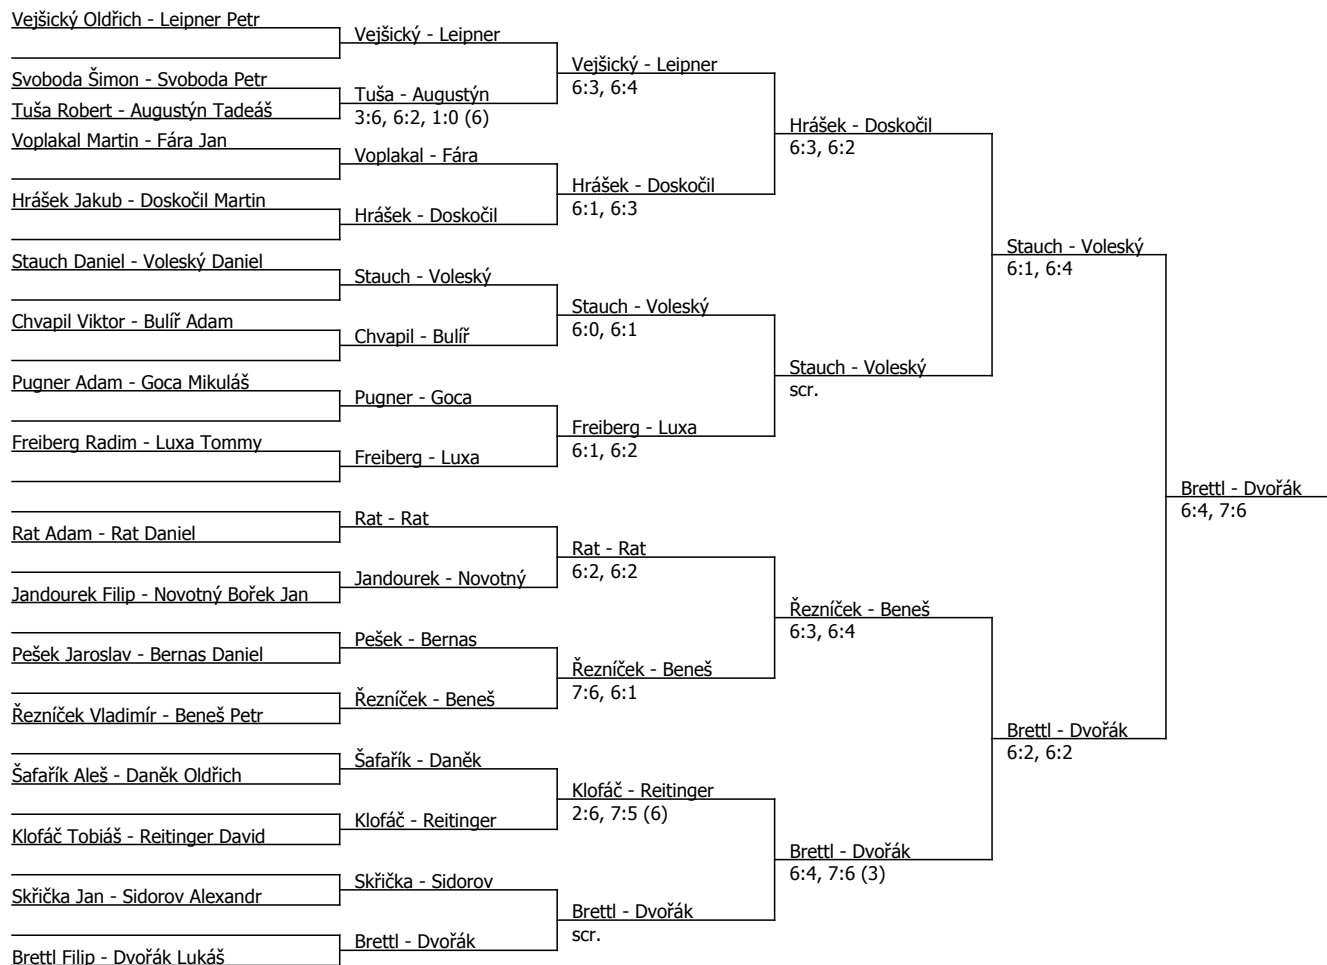 Vejšický Oldřich - Leipner Petr
Svoboda Šimon - Svoboda Petr
Tuša Robert - Augustýn Tadeáš
Voplakal Martin - Fára Jan
Hrášek Jakub - Doskočil Martin
Stauch Daniel - Voleský Daniel
Chvapil Viktor - Bulíř Adam
Pugner Adam - Goca Mikuláš
Freiberg Radim - Luxa Tommy
Rat Adam - Rat Daniel
Jandourek Filip - Novotný Bořek Jan
Pešek Jaroslav - Bernas Daniel
Řezníček Vladimír - Beneš Petr
Šafařík Aleš - Daněk Oldřich
Klofáč Tobiáš - Reitinger David
Skřička Jan - Sidorov Alexandr
Brettl Filip - Dvořák Lukáš
Vejšický - Leipner
Tuša - Augustýn
3:6, 6:2, 1:0 (6)
Voplakal - Fára
Hrášek - Doskočil
Stauch - Voleský
Chvapil - Bulíř
Pugner - Goca
Freiberg - Luxa
Rat - Rat
Jandourek - Novotný
Pešek - Bernas
Řezníček - Beneš
Šafařík - Daněk
Klofáč - Reitinger
Skřička - Sidorov
Brettl - Dvořák
Vejšický - Leipner
6:3, 6:4
Hrášek - Doskočil
6:1, 6:3
Stauch - Voleský
6:0, 6:1
Freiberg - Luxa
6:1, 6:2
Rat - Rat
6:2, 6:2
Řezníček - Beneš
7:6, 6:1
Klofáč - Reitinger
2:6, 7:5 (6)
Brettl - Dvořák
scr.
Hrášek - Doskočil
6:3, 6:2
Stauch - Voleský
scr.
Řezníček - Beneš
6:3, 6:4
Brettl - Dvořák
6:4, 7:6 (3)
Stauch - Voleský
6:1, 6:4
Brettl - Dvořák
6:2, 6:2
Brettl - Dvořák
6:4, 7:6